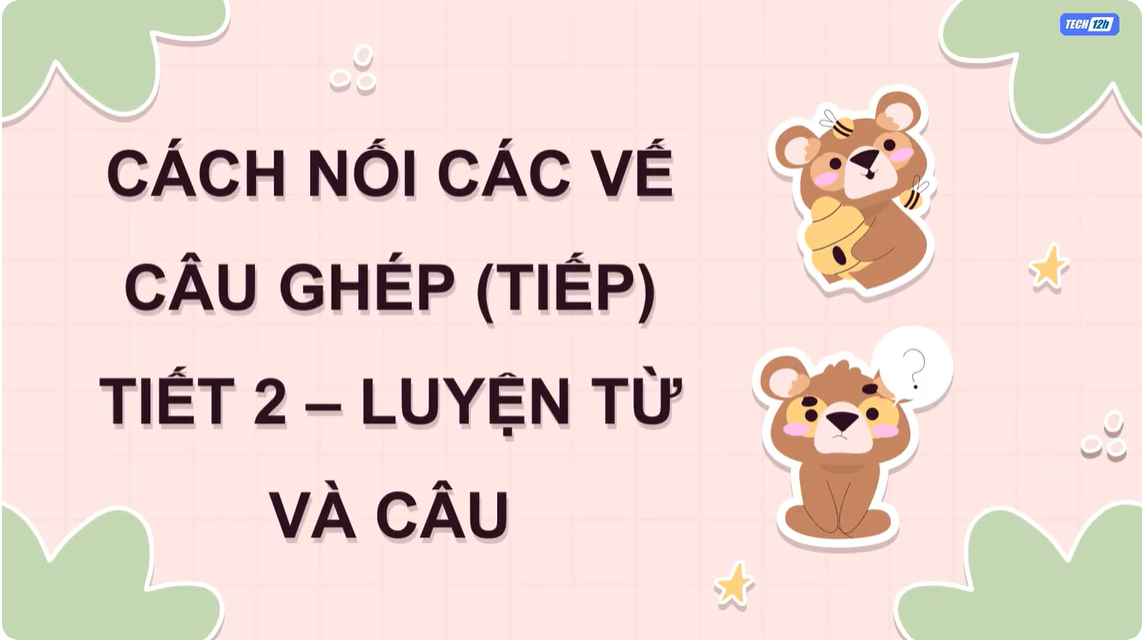 TECH 12h
CÁCH NỐI CÁC VẾ
CÂU GHÉP (TIẾP)
TIẾT 2 – LUYỆN TỪ
VÀ CÂU
?